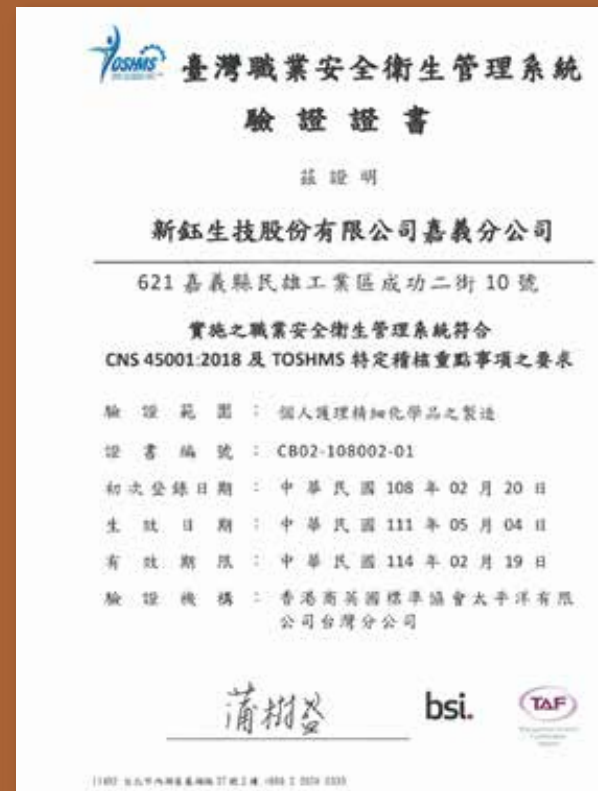 TOSHMS
臺灣職業安全衛生管理系統
驗證證書
茲證明
新鈺生技股份有限公司嘉義分公司
621 嘉義縣民雄工業區成功二街 10 號
實施之職業安全衛生管理系統符合
CNS 45001:2018 及 TOSHMS 特定稽核重點事項之要求
驗證範圍：個人護理精細化學品之製造
證書編號：CB02-108002-01
初次登錄日期：中華民國 108 年 02 月 20 日
生效日期：中華民國 111 年 05 月 04 日
有效期限：中華民國 114 年 02 月 19 日
驗證機構：香港商英國標準協會太平洋有限
公司台灣分公司
蒲樹盈
bsi.
TAF